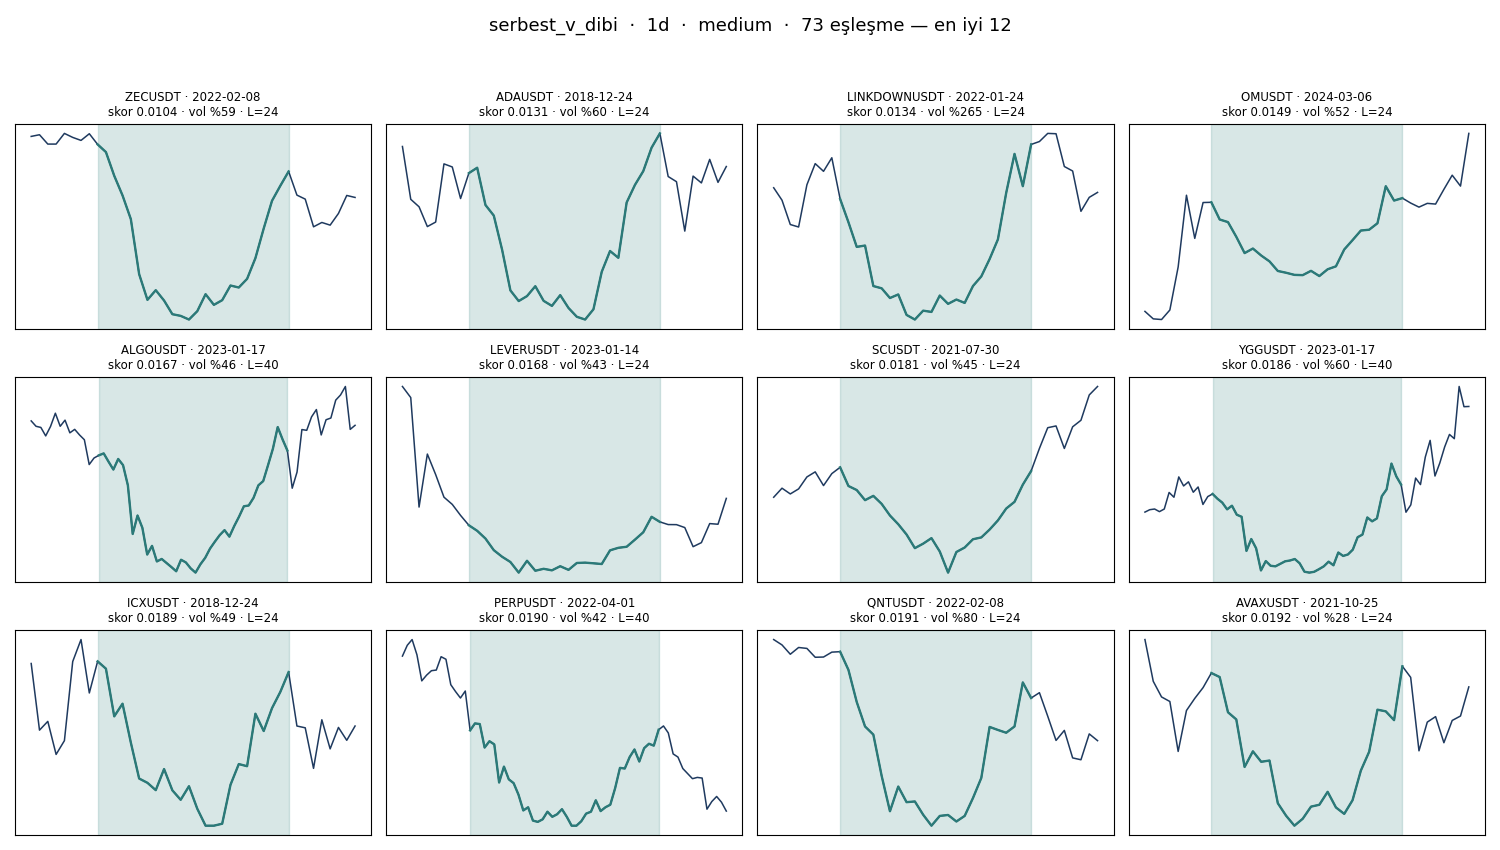 serbest_v_dibi · 1d · medium · 73 eşleşme — en iyi 12
ZECUSDT · 2022-02-08
skor 0.0104 · vol %59 · L=24
ADAUSDT · 2018-12-24
skor 0.0131 · vol %60 · L=24
LINKDOWNUSDT · 2022-01-24
skor 0.0134 · vol %265 · L=24
OMUSDT · 2024-03-06
skor 0.0149 · vol %52 · L=24
ALGOUSDT · 2023-01-17
skor 0.0167 · vol %46 · L=40
LEVERUSDT · 2023-01-14
skor 0.0168 · vol %43 · L=24
SCUSDT · 2021-07-30
skor 0.0181 · vol %45 · L=24
YGGUSDT · 2023-01-17
skor 0.0186 · vol %60 · L=40
ICXUSDT · 2018-12-24
skor 0.0189 · vol %49 · L=24
PERPUSDT · 2022-04-01
skor 0.0190 · vol %42 · L=40
QNTUSDT · 2022-02-08
skor 0.0191 · vol %80 · L=24
AVAXUSDT · 2021-10-25
skor 0.0192 · vol %28 · L=24